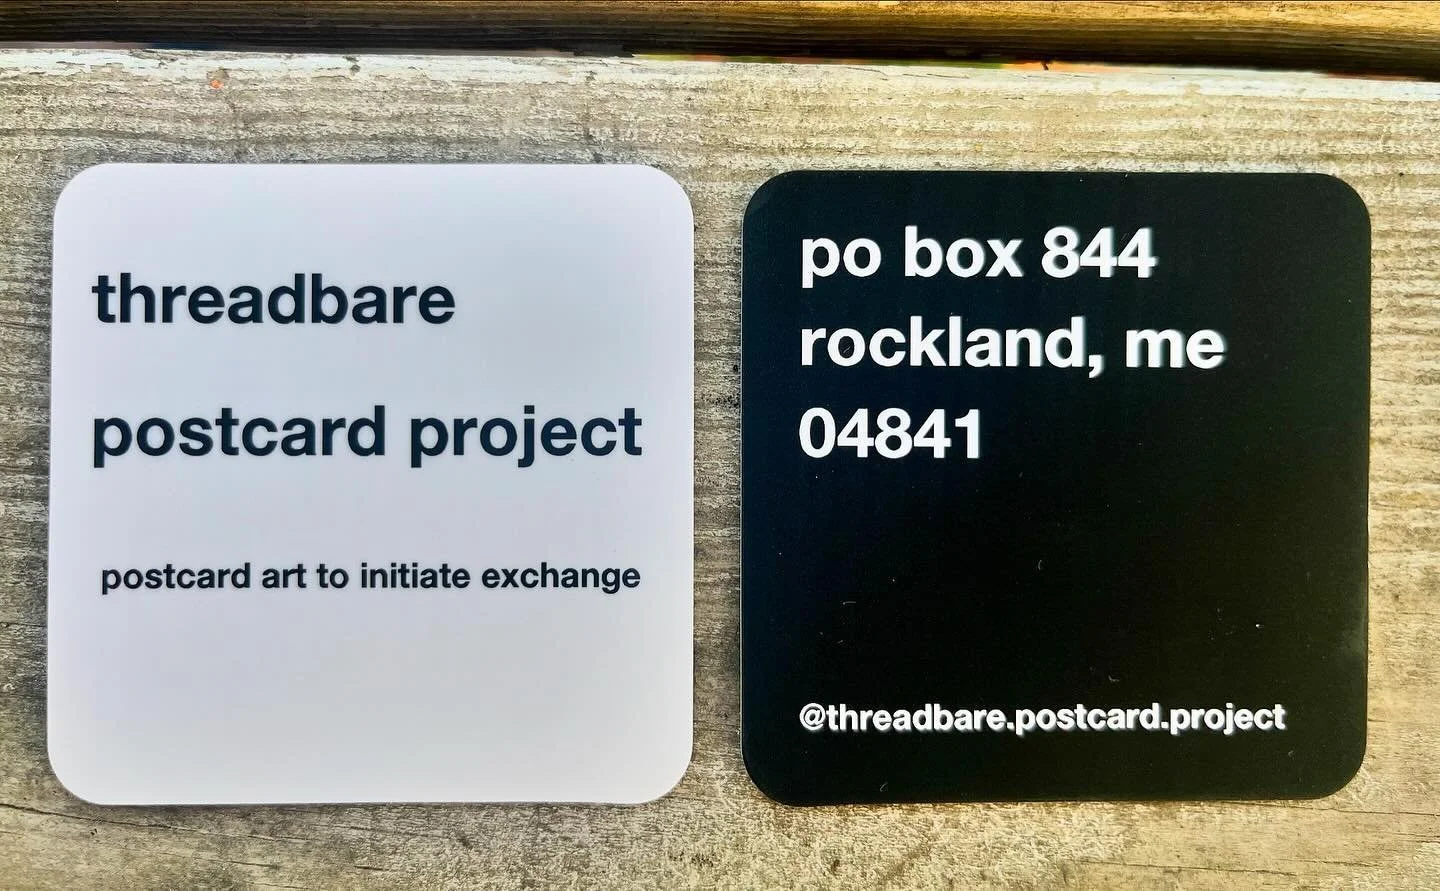 threadbare
postcard project
postcard art to initiate exchange
po box 844
rockland, me
04841
@threadbare.postcard.project